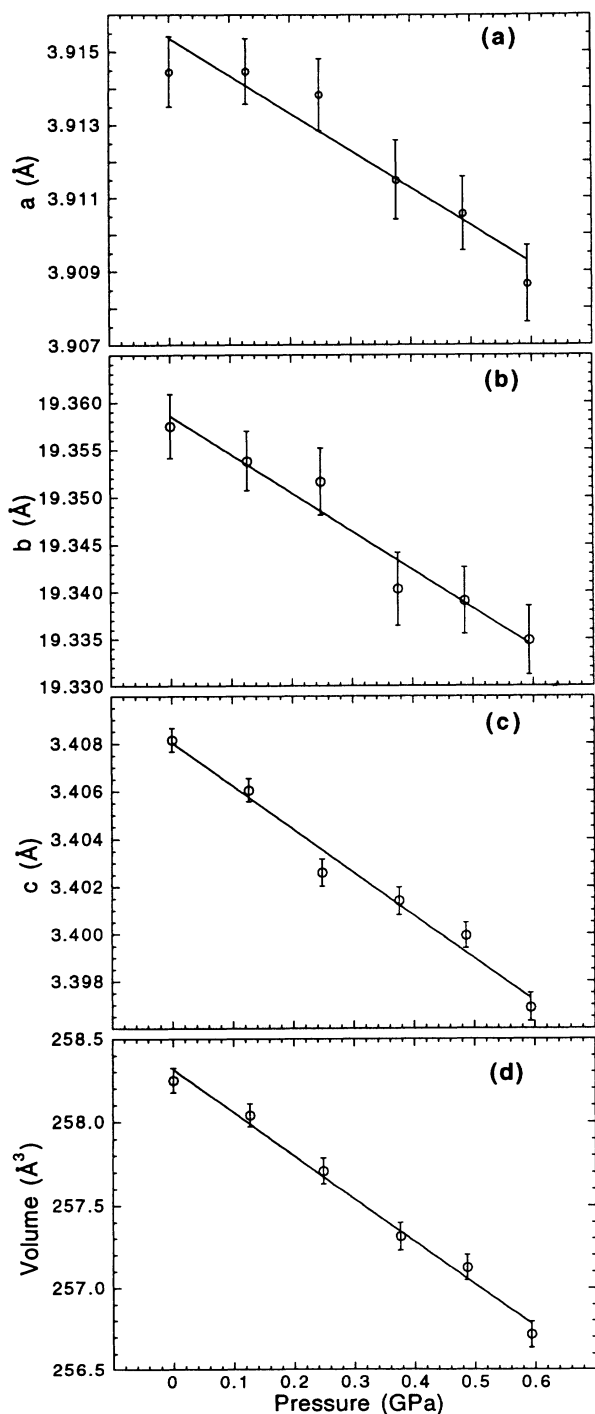 (a)
3.915
3.913
3.911
3.909
3.907
a (Å)
(b)
19.360
19.355
19.350
19.345
19.340
19.335
19.330
b (Å)
(c)
3.408
3.406
3.404
3.402
3.400
3.398
c (Å)
(d)
258.5
258.0
257.5
257.0
256.5
Volume (Å³)
0 0.1 0.2 0.3 0.4 0.5 0.6
Pressure (GPa)